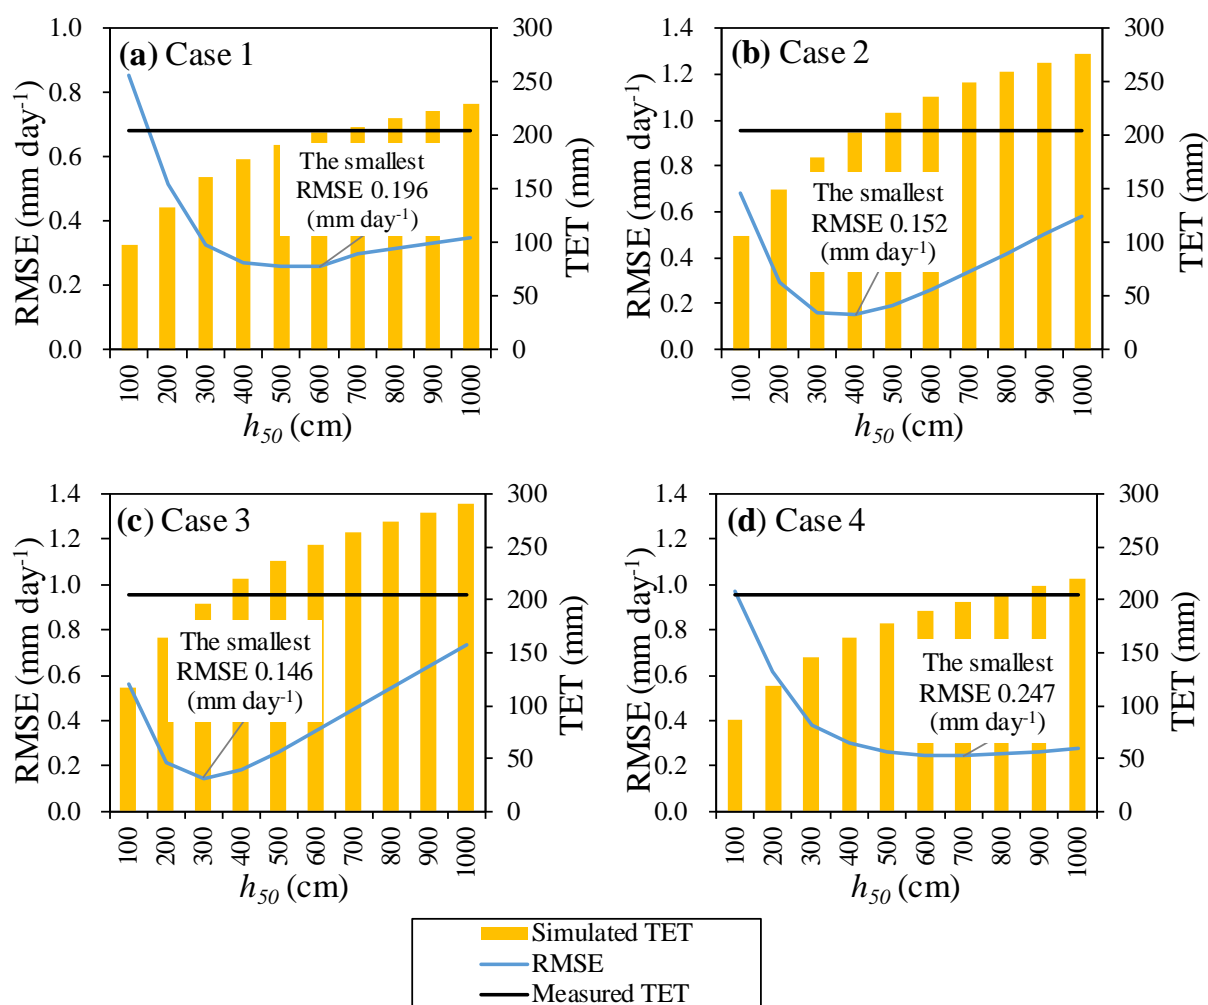 (a) Case 1
RMSE (mm day-1)
1.0
0.8
0.6
0.4
0.2
0.0
The smallest
RMSE 0.196
(mm day-1)
300
250
200
150
100
50
0
TET (mm)
100 200 300 400 500 600 700 800 900 1000
h50 (cm)
(b) Case 2
RMSE (mm day-1)
1.4
1.2
1.0
0.8
0.6
0.4
0.2
0.0
The smallest
RMSE 0.152
(mm day-1)
300
250
200
150
100
50
0
TET (mm)
100 200 300 400 500 600 700 800 900 1000
h50 (cm)
(c) Case 3
RMSE (mm day-1)
1.4
1.2
1.0
0.8
0.6
0.4
0.2
0.0
The smallest
RMSE 0.146
(mm day-1)
300
250
200
150
100
50
0
TET (mm)
100 200 300 400 500 600 700 800 900 1000
h50 (cm)
(d) Case 4
RMSE (mm day-1)
1.4
1.2
1.0
0.8
0.6
0.4
0.2
0.0
The smallest
RMSE 0.247
(mm day-1)
300
250
200
150
100
50
0
TET (mm)
100 200 300 400 500 600 700 800 900 1000
h50 (cm)
Simulated TET
RMSE
Measured TET